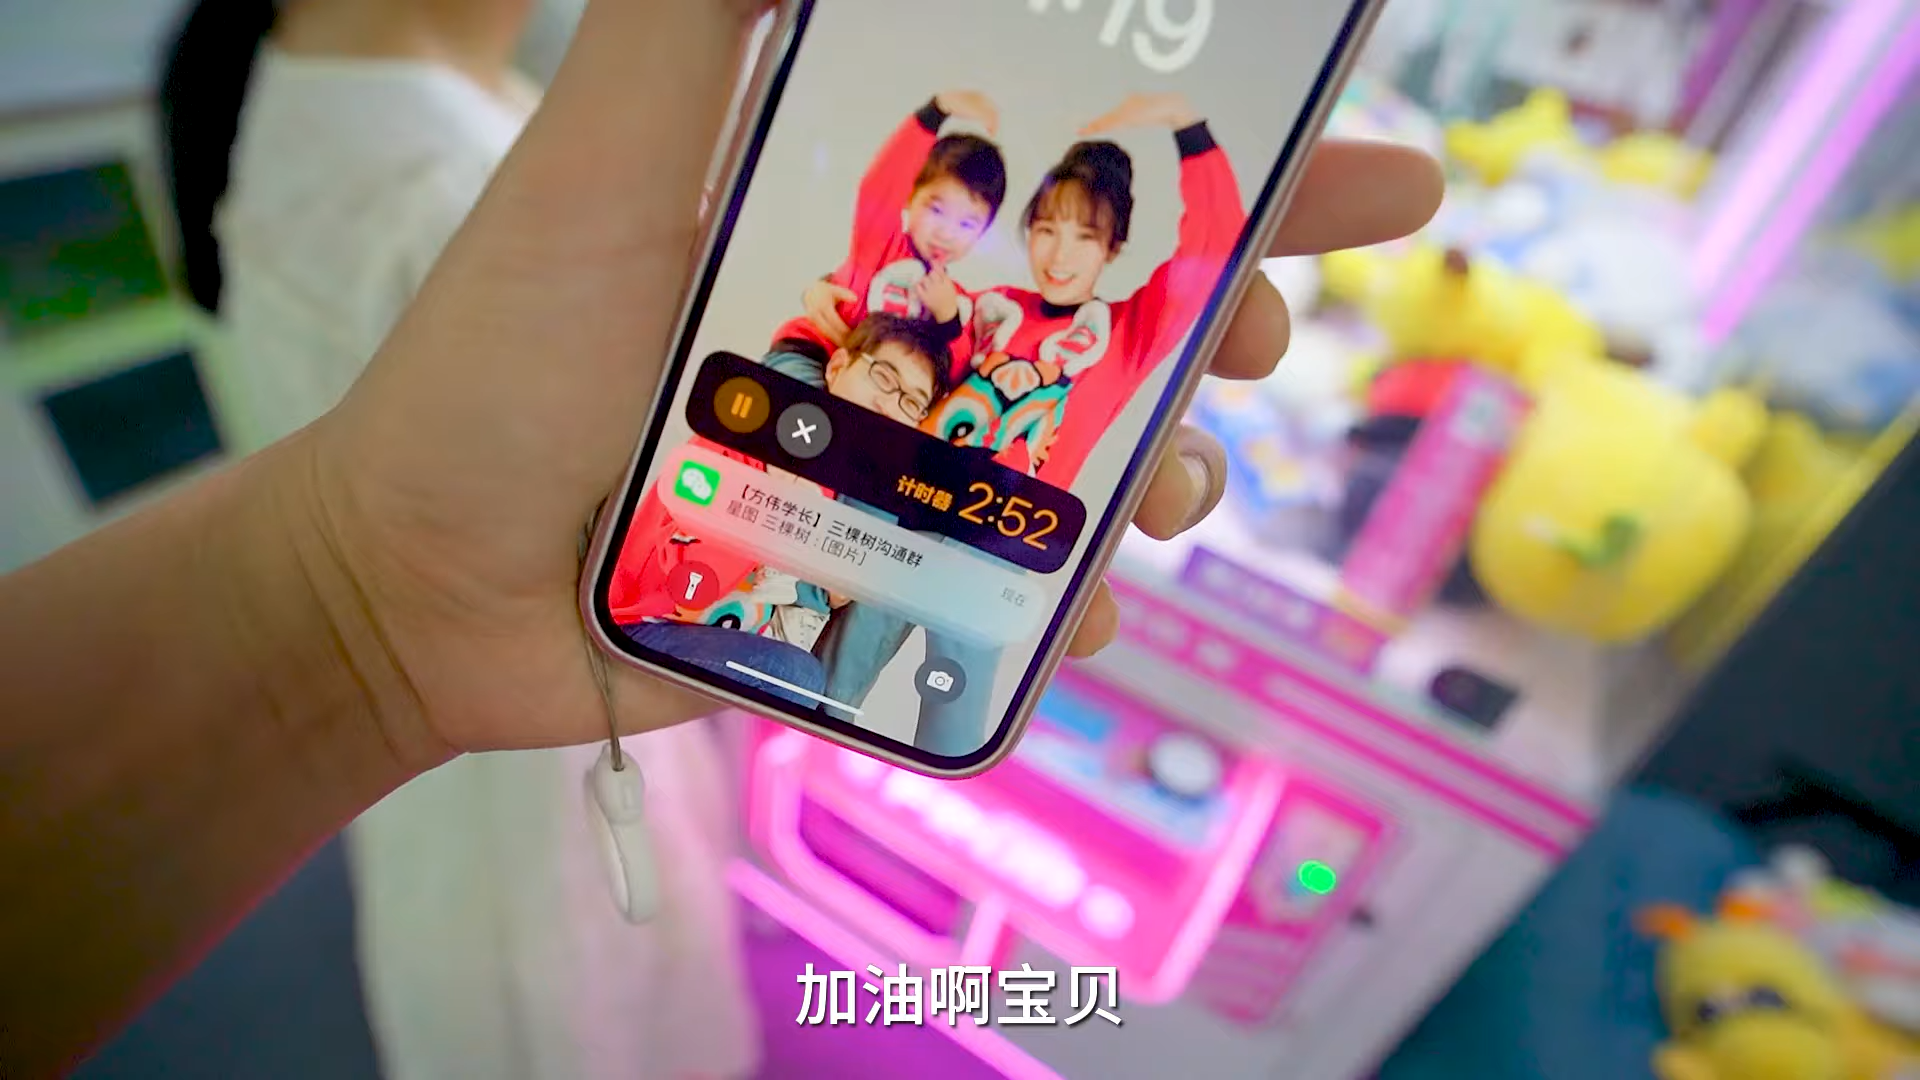 19
计时器 2:52
【方伟学长】三棵树沟通群
星图 三棵树：[图片]
现在
加油啊宝贝